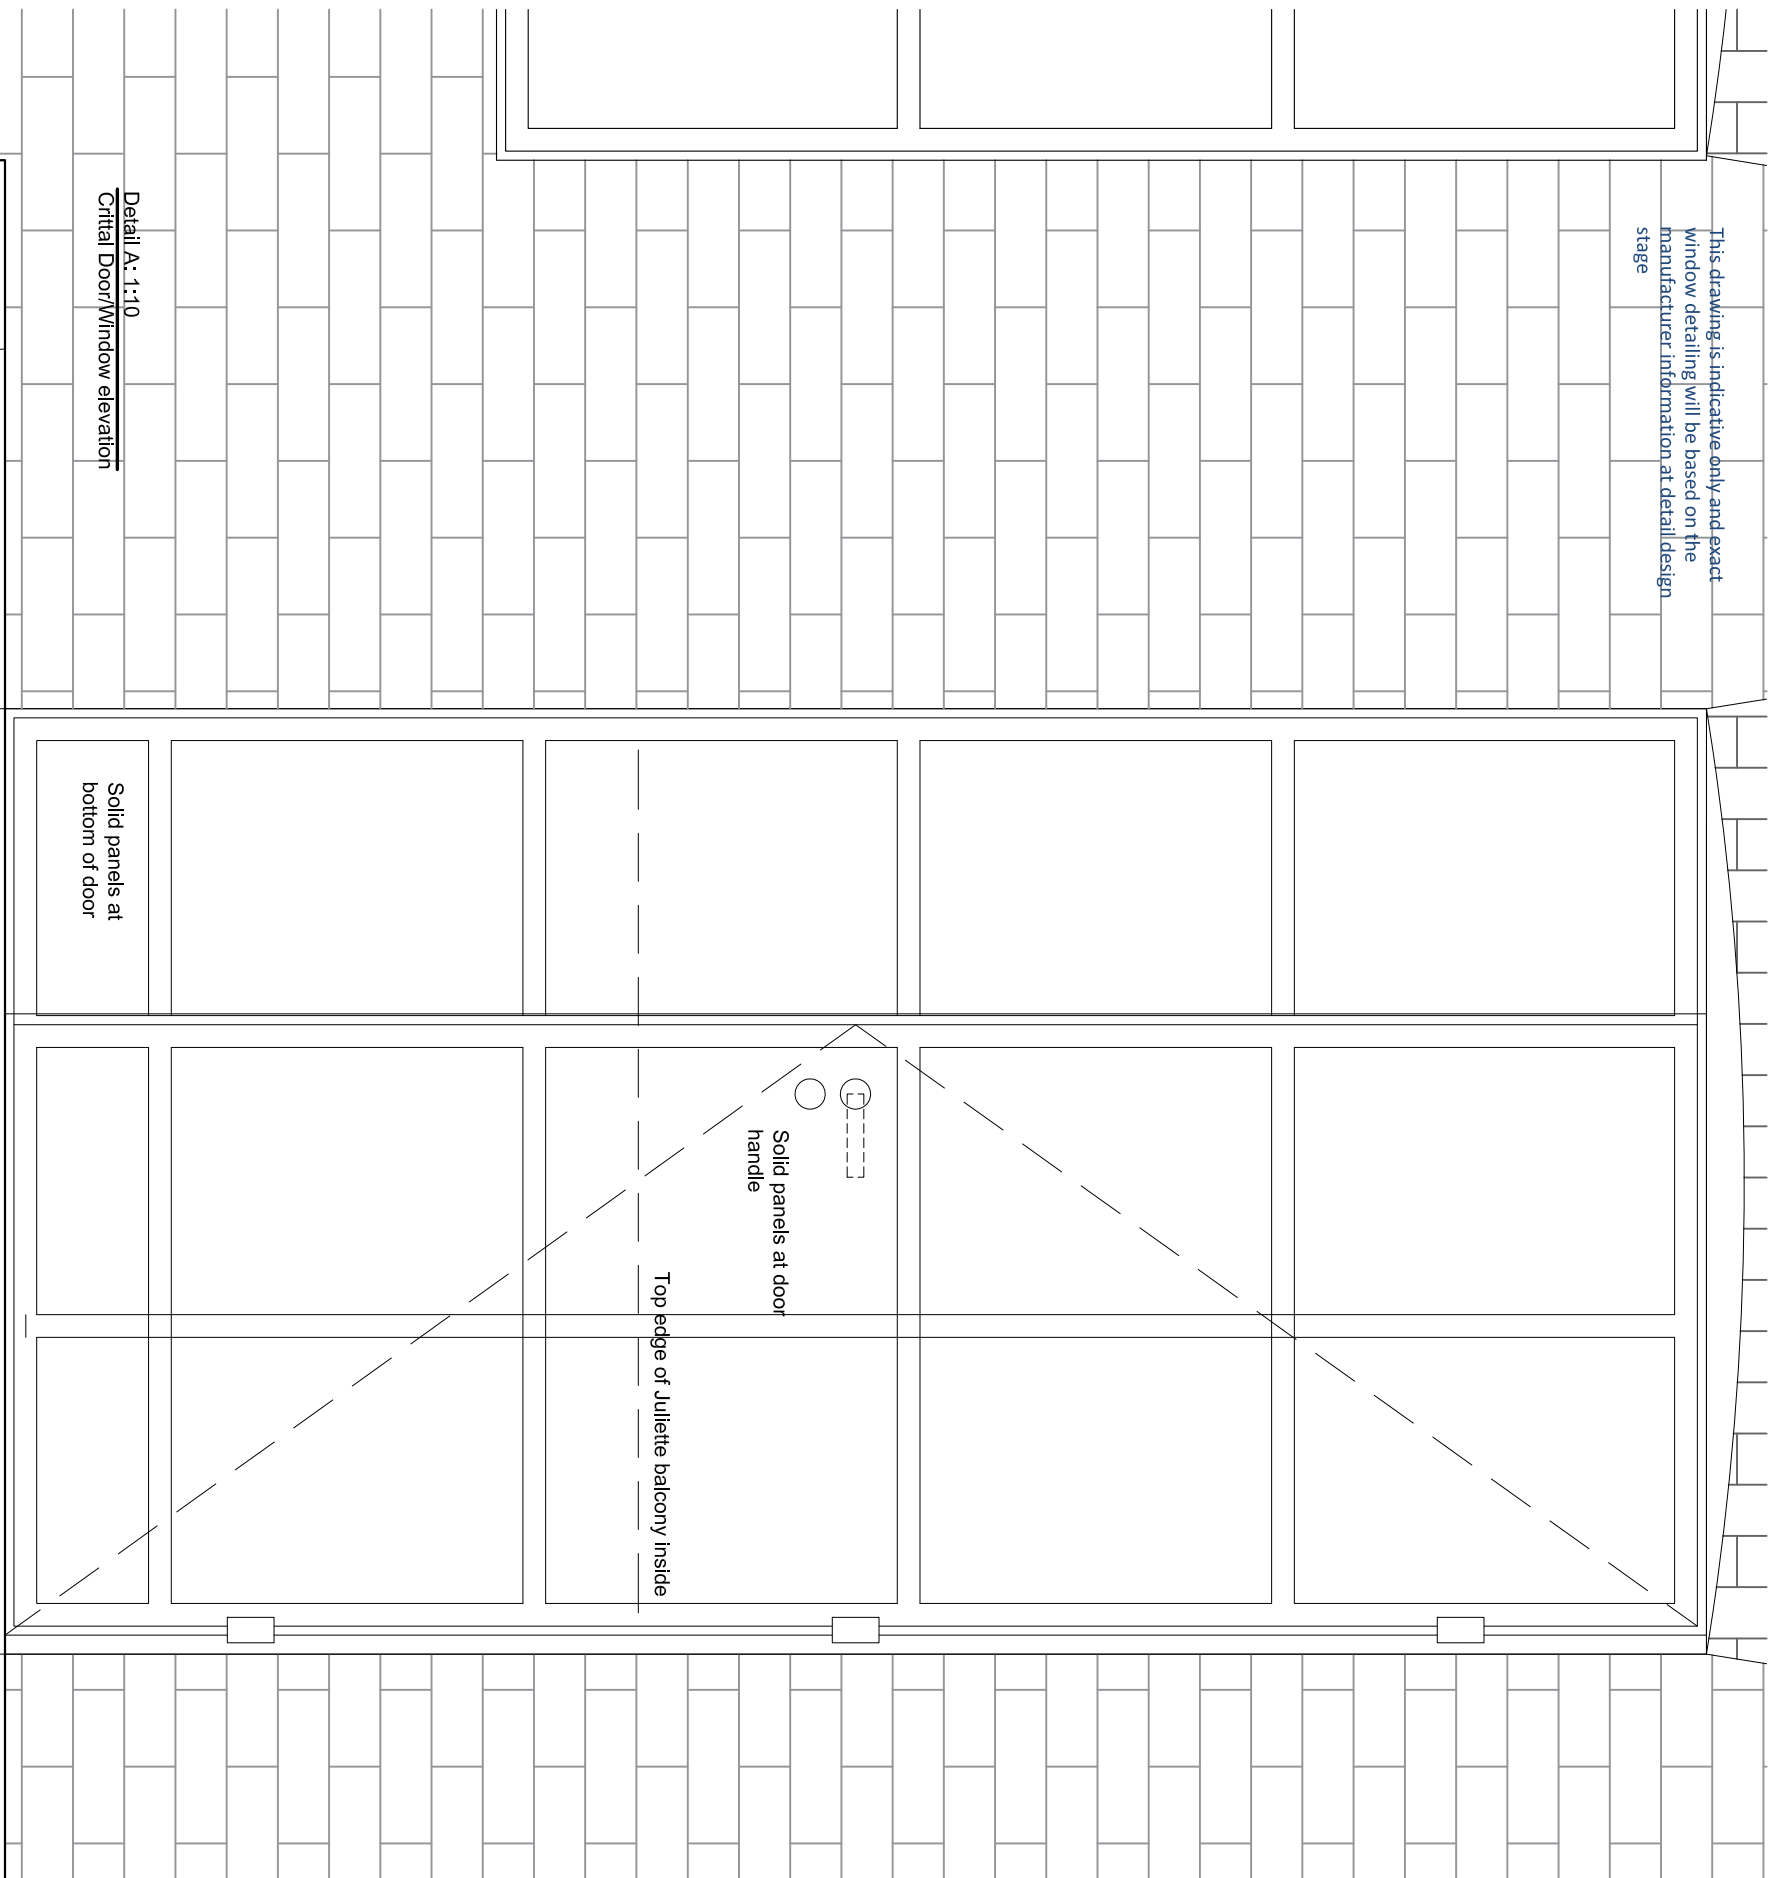 This drawing is indicative only and exact
window detailing will be based on the
manufacturer information at detail design
stage
Solid panels at door
handle
Top edge of Juliette balcony inside
Solid panels at
bottom of door
Detail A: 1:10
Crittal Door/Window elevation